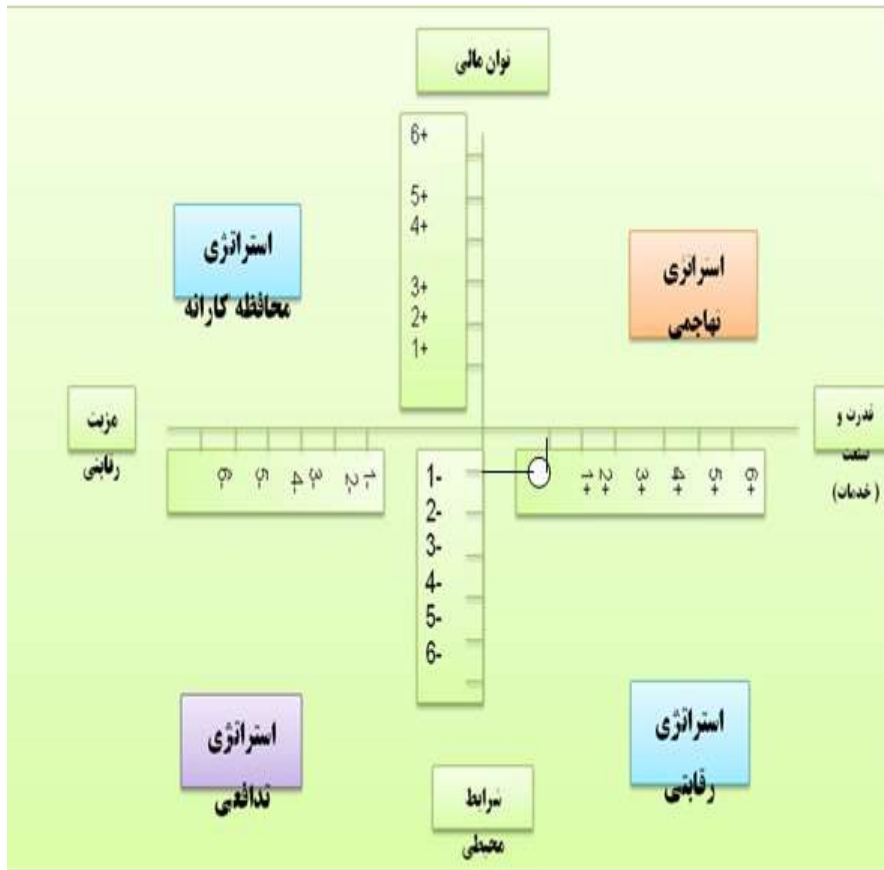 توان مالی
6+
5+
4+
3+
2+
1+
استراتژی
محافظه کارانه
استراتژی
تهاجمی
مزیت
رقابتی
قدرت و
صنعت
(خدمات)
6- 5- 4- 3- 2- 1-
1-
2-
3-
4-
5-
6-
1+ 2+ 3+ 4+ 5+ 6+
استراتژی
تدافعی
استراتژی
رقابتی
شرایط
محیطی